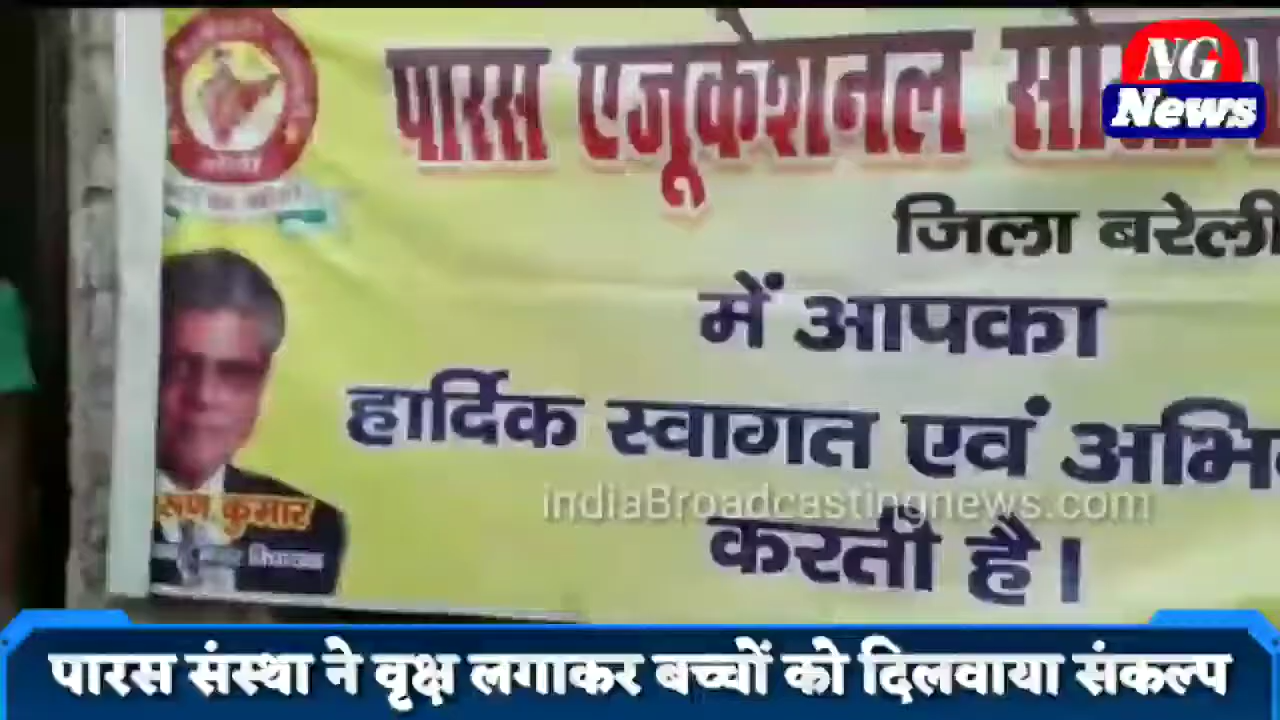 NG
News
पारस एजूकेशनल
जिला बरेली
में आपका
हार्दिक स्वागत एवं
indiaBroadcastingnews.com
करती है।
कुमार
पारस संस्था ने वृक्ष लगाकर बच्चों को दिलवाया संकल्प